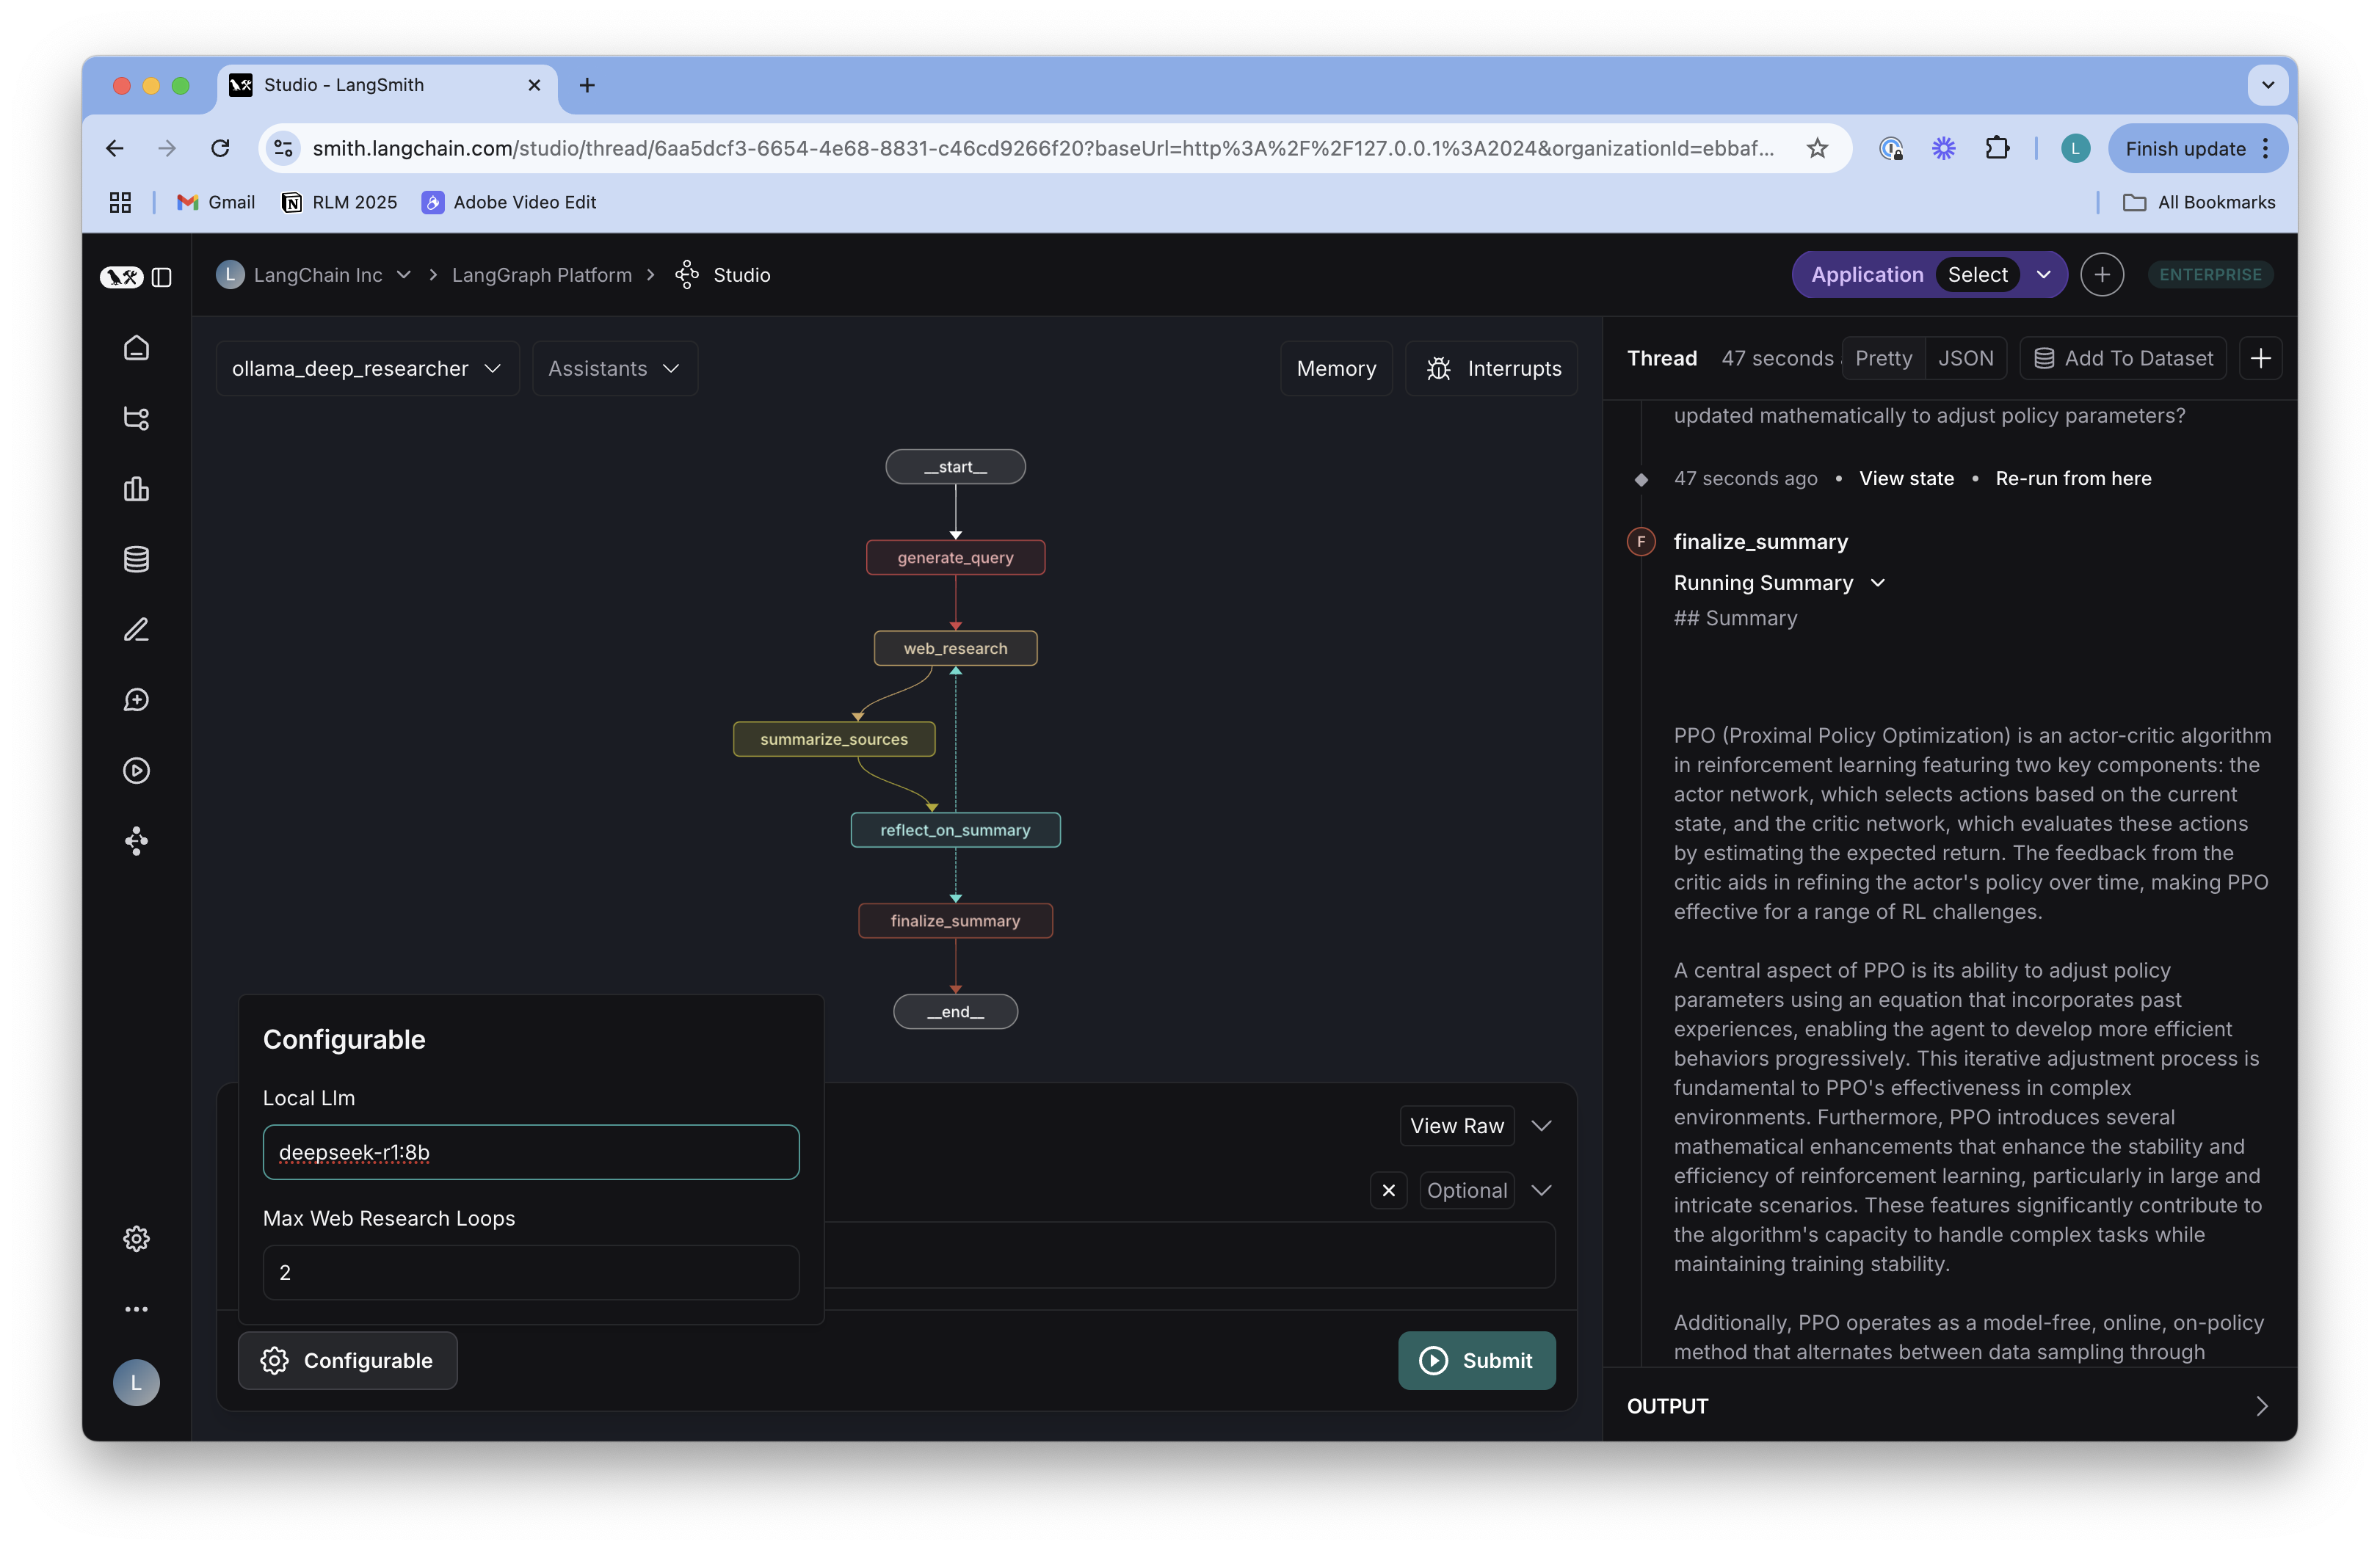 Studio - LangSmith
smith.langchain.com/studio/thread/6aa5dcf3-6654-4e68-8831-c46cd9266f20?baseUrl=http%3A%2F%2F127.0.0.1%3A2024&organizationId=ebbaf...
L
Finish update
Gmail
RLM 2025
Adobe Video Edit
All Bookmarks
L LangChain Inc
LangGraph Platform
Studio
Application Select
ENTERPRISE
ollama_deep_researcher
Assistants
Memory
Interrupts
__start__
generate_query
web_research
summarize_sources
reflect_on_summary
finalize_summary
__end__
Configurable
Local Llm
deepseek-r1:8b
Max Web Research Loops
2
View Raw
Optional
Configurable
Submit
L
Thread 47 seconds
Pretty
JSON
Add To Dataset
updated mathematically to adjust policy parameters?
47 seconds ago • View state • Re-run from here
F finalize_summary
Running Summary
## Summary
PPO (Proximal Policy Optimization) is an actor-critic algorithm
in reinforcement learning featuring two key components: the
actor network, which selects actions based on the current
state, and the critic network, which evaluates these actions
by estimating the expected return. The feedback from the
critic aids in refining the actor's policy over time, making PPO
effective for a range of RL challenges.
A central aspect of PPO is its ability to adjust policy
parameters using an equation that incorporates past
experiences, enabling the agent to develop more efficient
behaviors progressively. This iterative adjustment process is
fundamental to PPO's effectiveness in complex
environments. Furthermore, PPO introduces several
mathematical enhancements that enhance the stability and
efficiency of reinforcement learning, particularly in large and
intricate scenarios. These features significantly contribute to
the algorithm's capacity to handle complex tasks while
maintaining training stability.
Additionally, PPO operates as a model-free, online, on-policy
method that alternates between data sampling through
OUTPUT